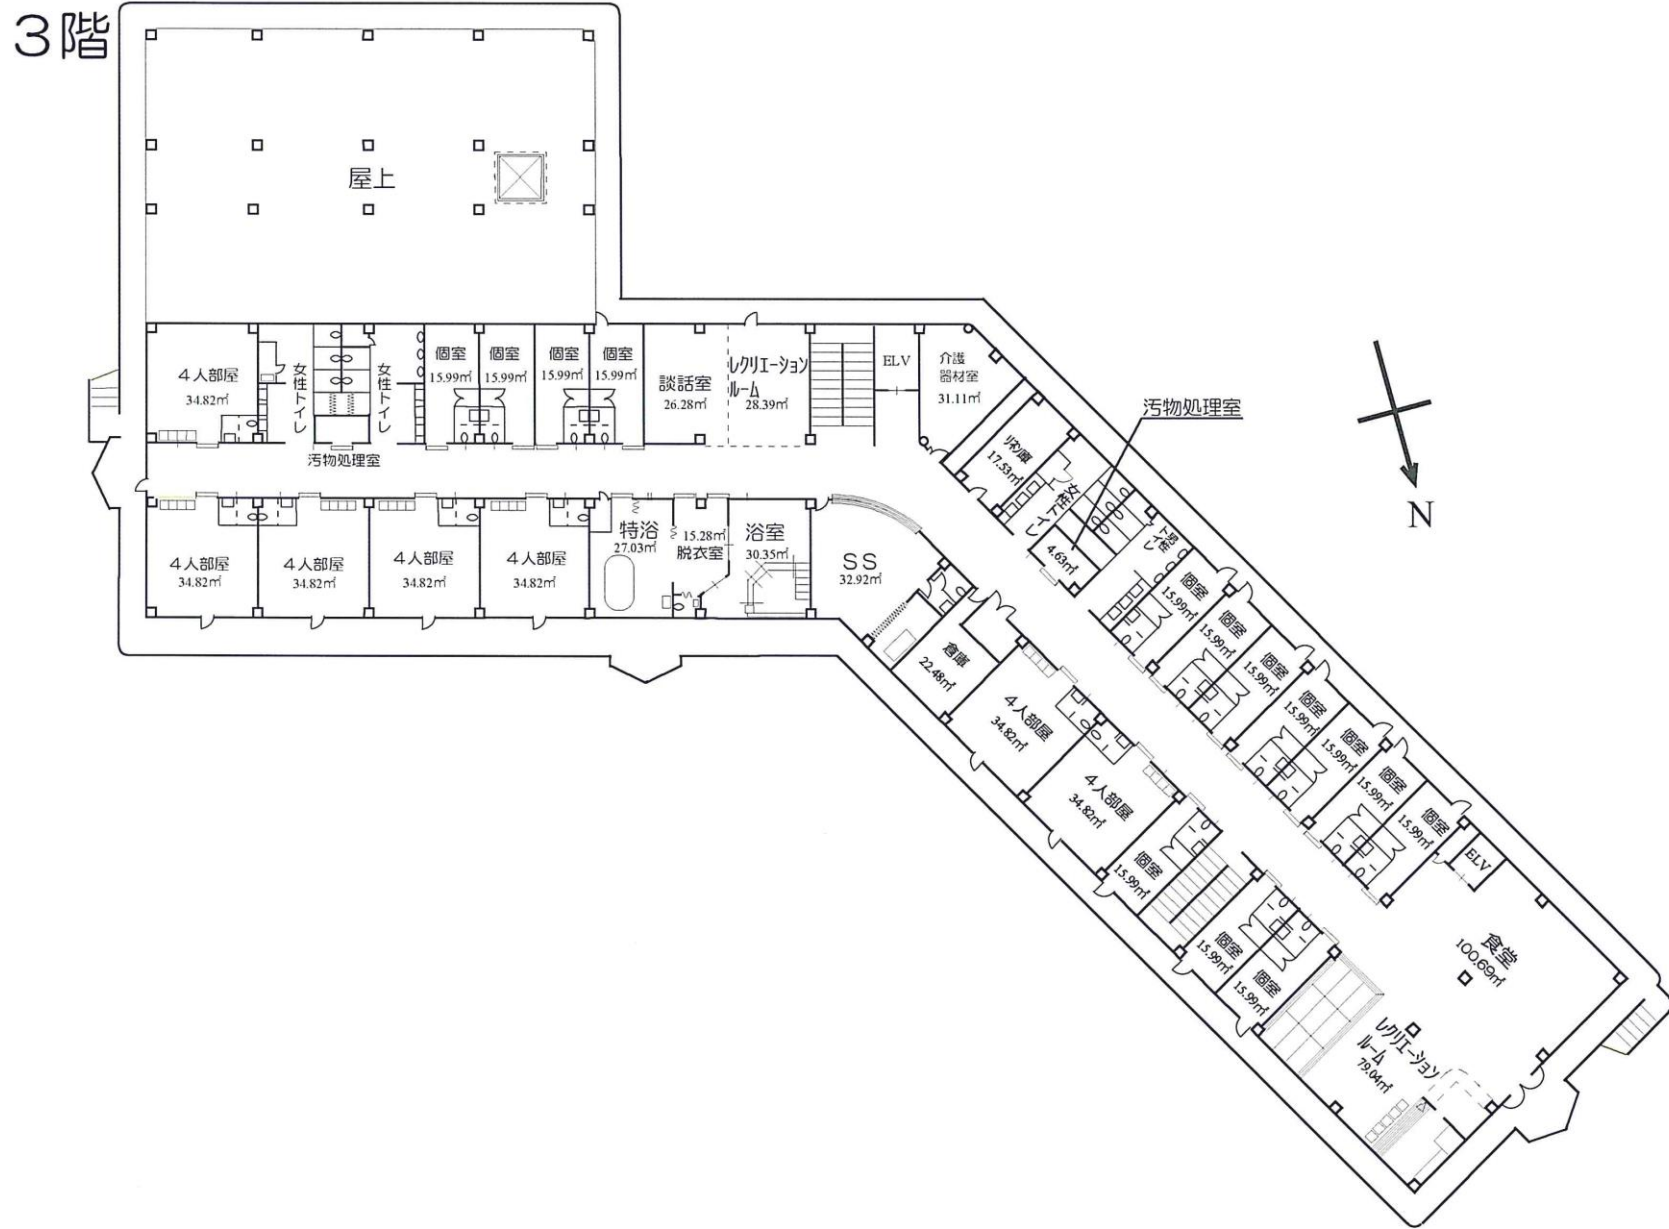 3階
屋上
4人部屋
34.82㎡
女性トイレ
女性トイレ
汚物処理室
個室
15.99㎡
個室
15.99㎡
個室
15.99㎡
個室
15.99㎡
談話室
26.28㎡
レクリエーション
ルーム
28.39㎡
ELV
介護
器材室
31.11㎡
汚物処理室
N
4人部屋
34.82㎡
4人部屋
34.82㎡
4人部屋
34.82㎡
4人部屋
34.82㎡
特浴
27.03㎡
15.28㎡
脱衣室
浴室
30.35㎡
SS
32.92㎡
リネン庫
17.53㎡
女性トイレ
4.63㎡
男性
トイレ
倉庫
22.48㎡
4人部屋
34.82㎡
4人部屋
34.82㎡
個室
15.99㎡
個室
15.99㎡
個室
15.99㎡
個室
15.99㎡
個室
15.99㎡
個室
15.99㎡
個室
15.99㎡
個室
15.99㎡
個室
15.99㎡
個室
15.99㎡
ELV
食堂
100.69㎡
レクリエーション
ルーム
79.04㎡